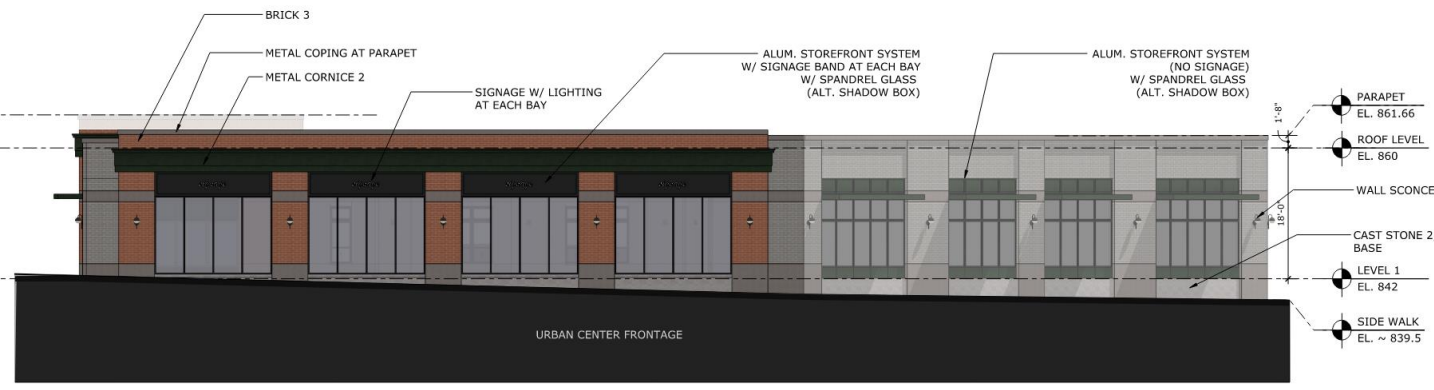 BRICK 3
METAL COPING AT PARAPET
METAL CORNICE 2
SIGNAGE W/ LIGHTING
AT EACH BAY
ALUM. STOREFRONT SYSTEM
W/ SIGNAGE BAND AT EACH BAY
W/ SPANDREL GLASS
(ALT. SHADOW BOX)
ALUM. STOREFRONT SYSTEM
(NO SIGNAGE)
W/ SPANDREL GLASS
(ALT. SHADOW BOX)
1'-8"
PARAPET
EL. 861.66
ROOF LEVEL
EL. 860
WALL SCONCE
18'-0"
CAST STONE 2
BASE
LEVEL 1
EL. 842
SIDE WALK
EL. ~ 839.5
URBAN CENTER FRONTAGE